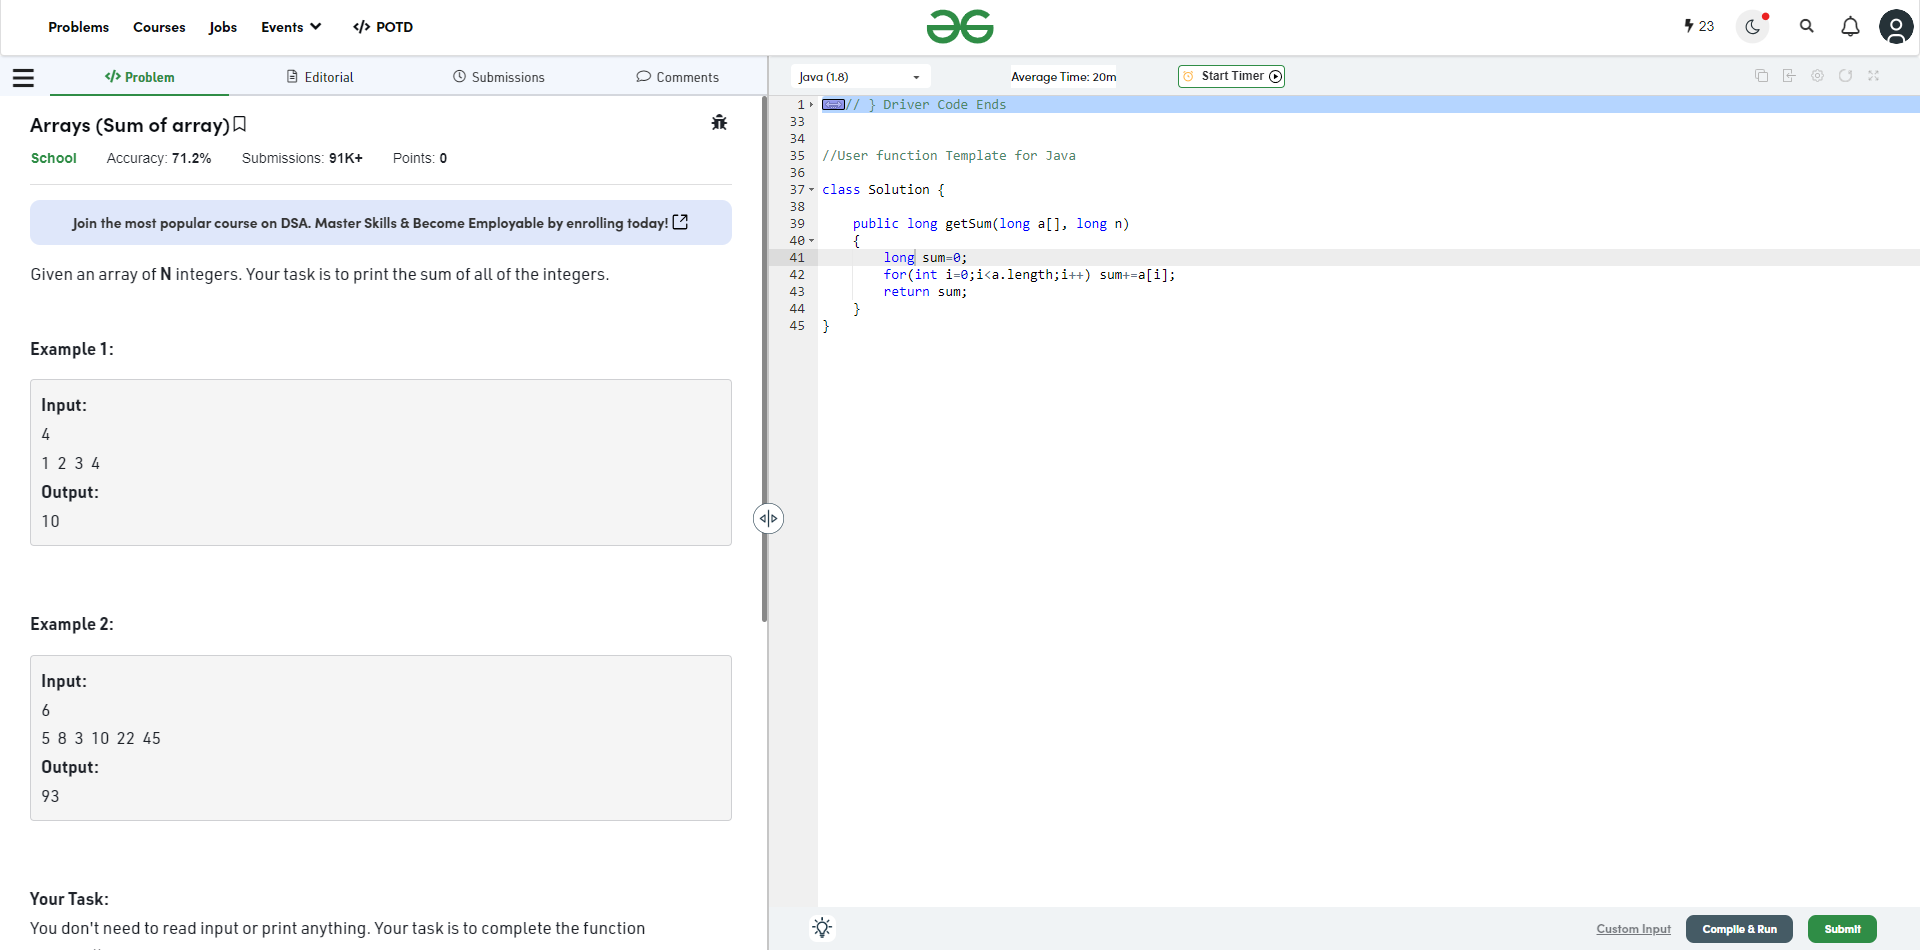 Problems Courses Jobs Events </> POTD 23
</> Problem Editorial Submissions Comments
Java (1.8) Average Time: 20m Start Timer
Arrays (Sum of array)
School Accuracy: 71.2% Submissions: 91K+ Points: 0
Join the most popular course on DSA. Master Skills & Become Employable by enrolling today!
Given an array of N integers. Your task is to print the sum of all of the integers.
Example 1:
Input:
4
1 2 3 4
Output:
10
Example 2:
Input:
6
5 8 3 10 22 45
Output:
93
Your Task:
You don't need to read input or print anything. Your task is to complete the function
1 // } Driver Code Ends
33
34
35 //User function Template for Java
36
37 class Solution {
38
39 public long getSum(long a[], long n)
40 {
41 long sum=0;
42 for(int i=0;i<a.length;i++) sum+=a[i];
43 return sum;
44 }
45 }
Custom Input Compile & Run Submit